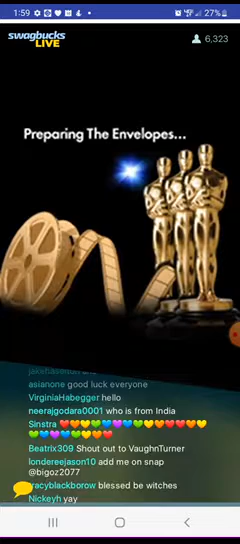 1:59
27%
swagbucks
LIVE
6,323
Preparing The Envelopes...
asianone good luck everyone
VirginiaHabegger hello
neerajgodara0001 who is from India
Sinstra
Beatrix309 Shout out to VaughnTurner
londereejason10 add me on snap
@bigoz2077
racyblackborow blessed be witches
Nickeyh yay